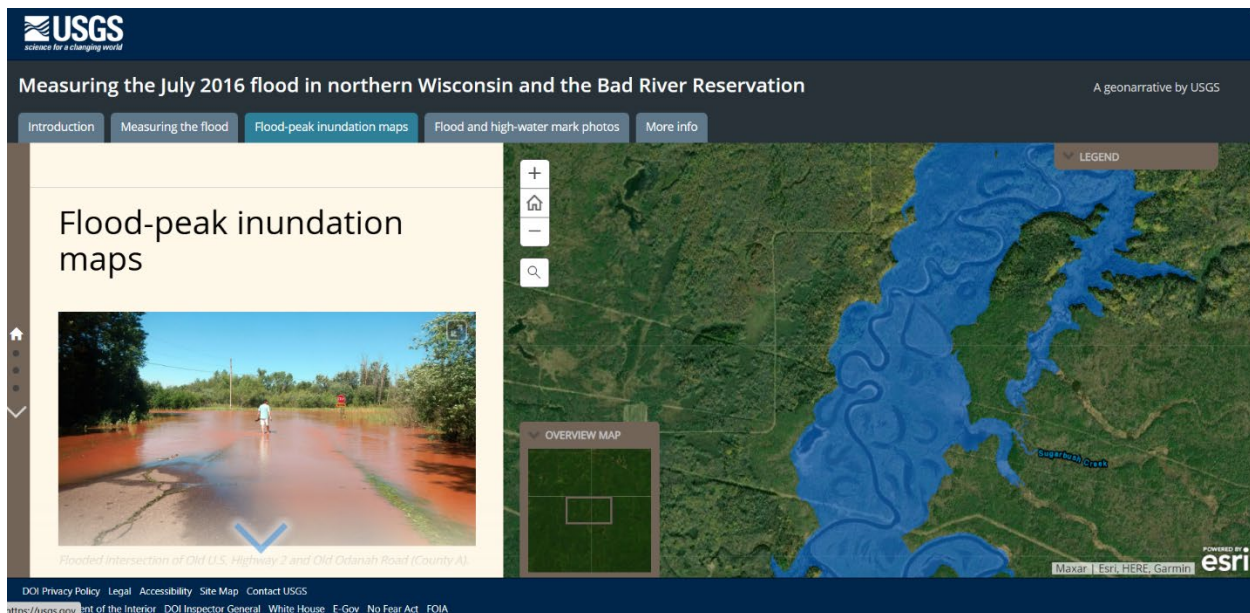 USGS
science for a changing world
Measuring the July 2016 flood in northern Wisconsin and the Bad River Reservation
A geonarrative by USGS
Introduction
Measuring the flood
Flood-peak inundation maps
Flood and high-water mark photos
More info
LEGEND
Flood-peak inundation
maps
OVERVIEW MAP
Sugarbush Creek
Flooded intersection of Old U.S. Highway 2 and Old Odanah Road (County A).
POWERED BY
esri
Maxar | Esri, HERE, Garmin
DOI Privacy Policy Legal Accessibility Site Map Contact USGS
https://usgs.gov ent of the Interior DOI Inspector General White House E-Gov No Fear Act FOIA